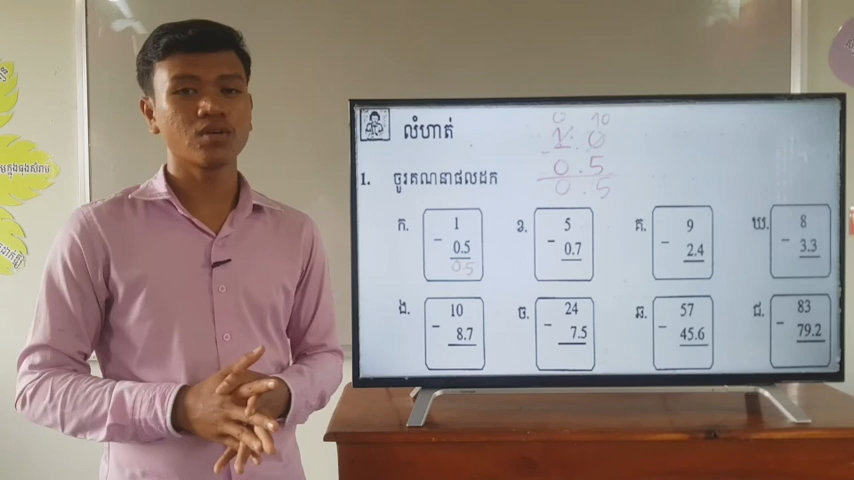 លំហាត់
0 10
1.0
- 0.5
0.5
1. ចូរគណនាផលដក
ក. 1 - 0.5 0.5
ខ. 5 - 0.7
គ. 9 - 2.4
ឃ. 8 - 3.3
ង. 10 - 8.7
ច. 24 - 7.5
ឆ. 57 - 45.6
ជ. 83 - 79.2